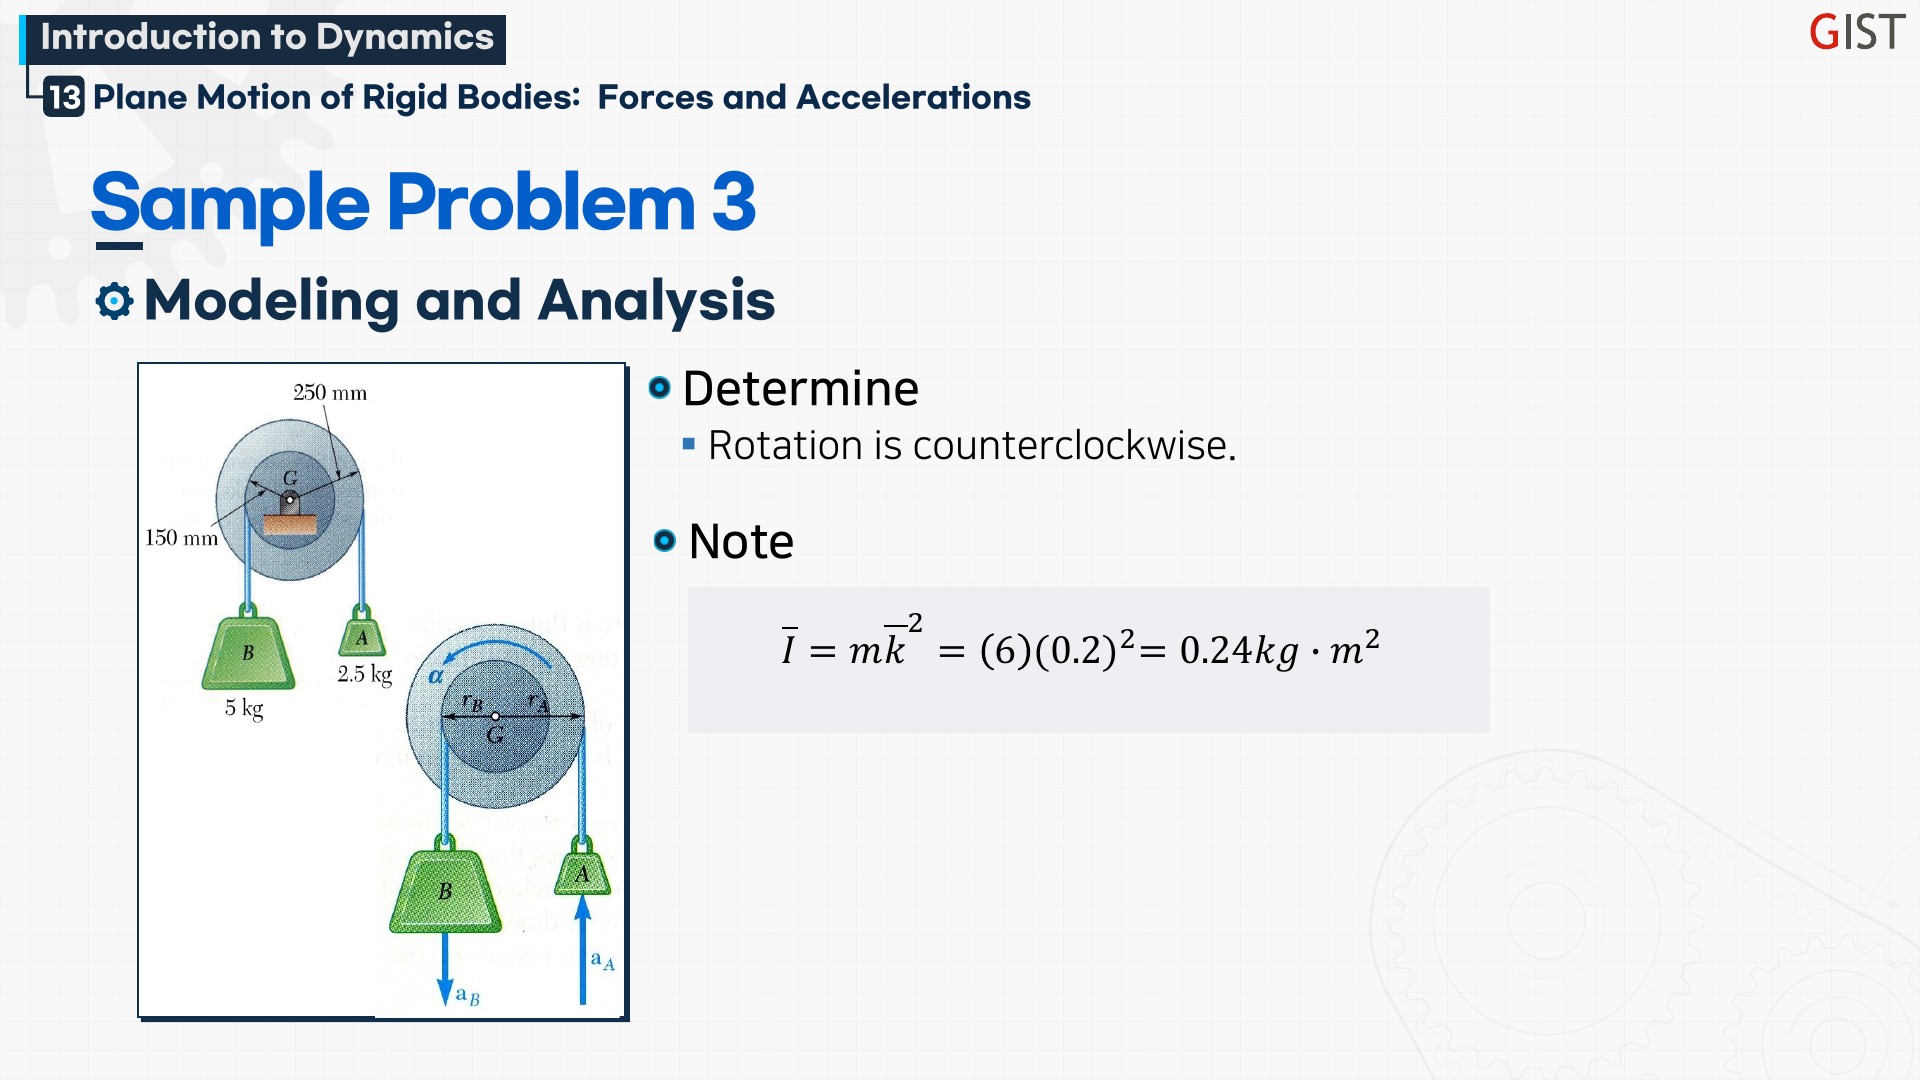 Introduction to Dynamics
GIST
13 Plane Motion of Rigid Bodies: Forces and Accelerations
Sample Problem 3
Modeling and Analysis
250 mm
G
150 mm
B
A
2.5 kg
5 kg
α
r_B
r_A
G
B
A
a_A
a_B
Determine
Rotation is counterclockwise.
Note
Ī = mk̅² = (6)(0.2)²= 0.24kg · m²